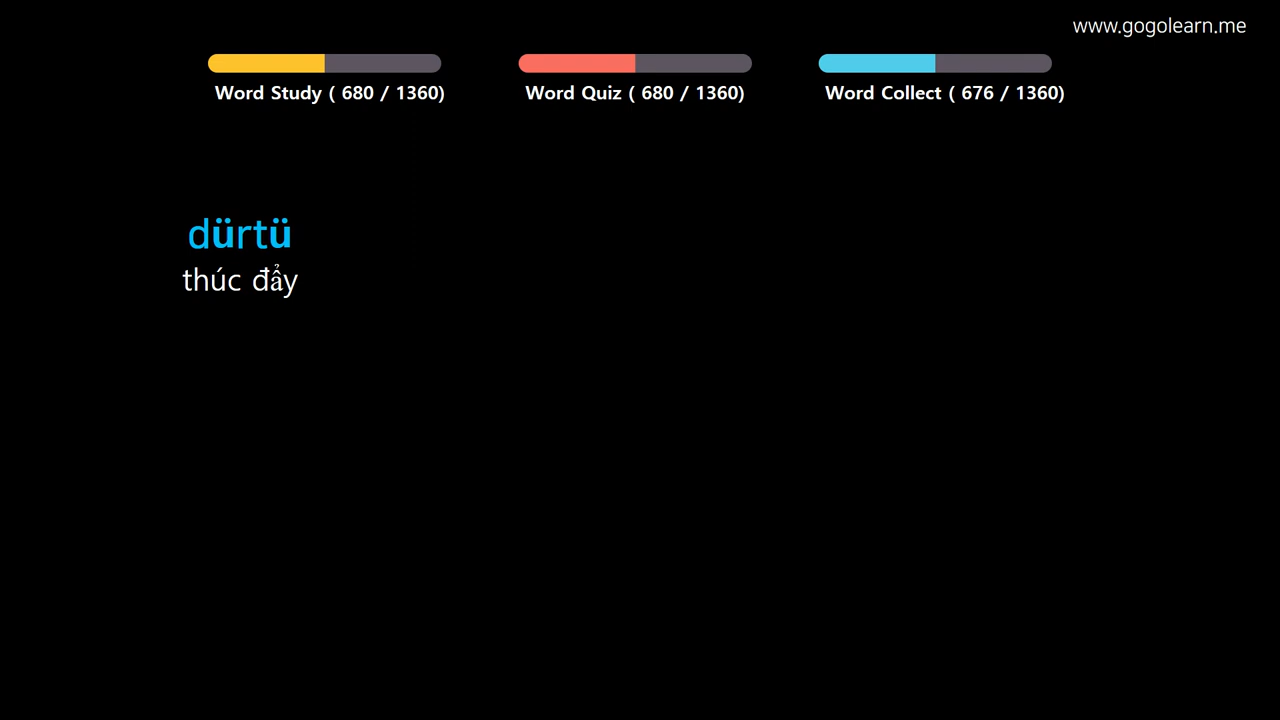 www.gogolearn.me
Word Study ( 680 / 1360)
Word Quiz ( 680 / 1360)
Word Collect ( 676 / 1360)
dürtü
thúc đẩy